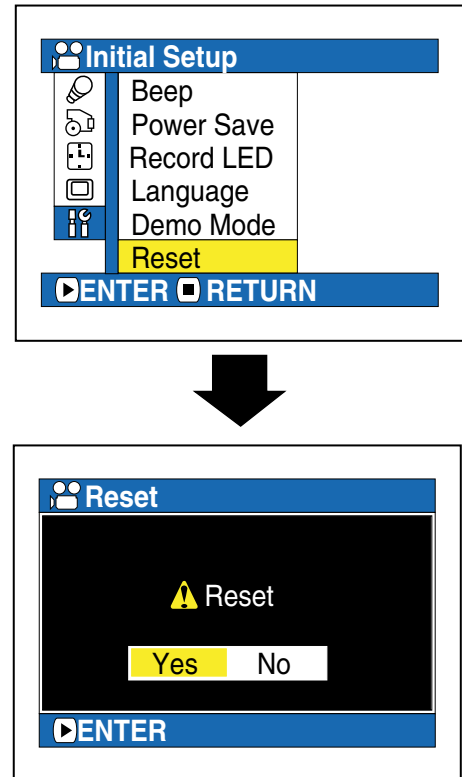 Initial Setup
Beep
Power Save
Record LED
Language
Demo Mode
Reset
ENTER RETURN
Reset
Reset
Yes No
ENTER